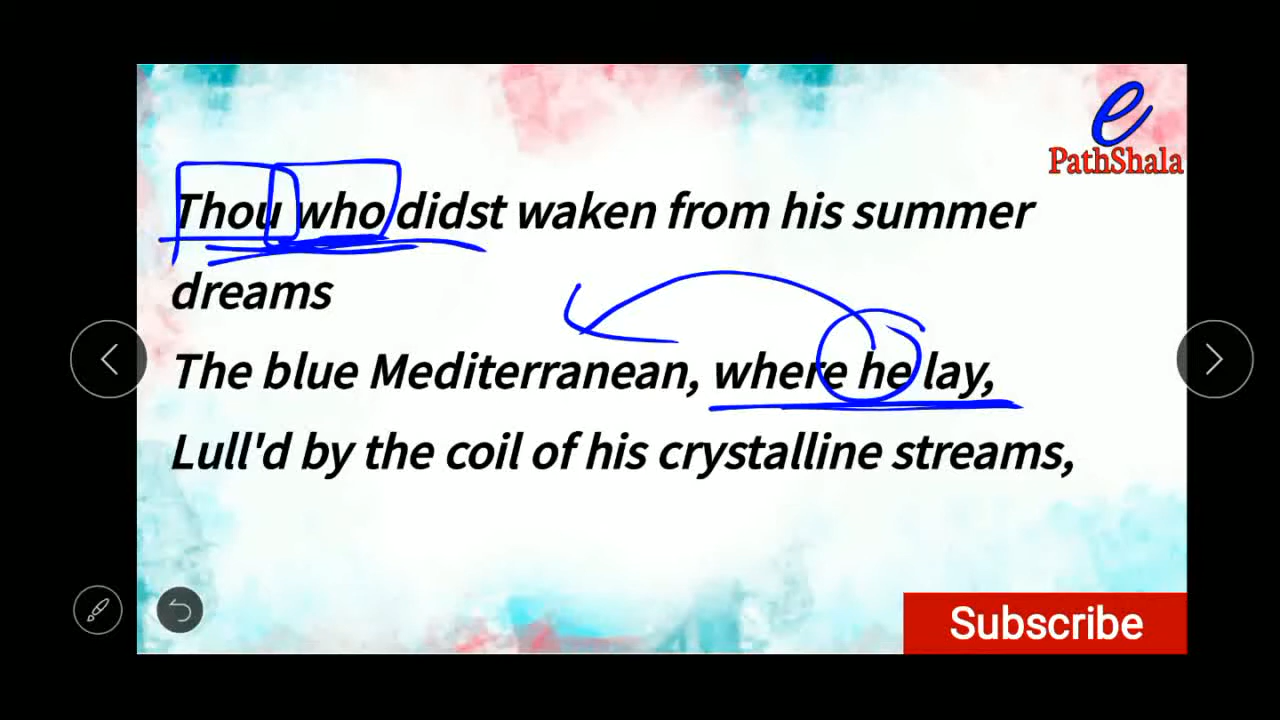 e
PathShala
Thou who didst waken from his summer
dreams
The blue Mediterranean, where he lay,
Lull'd by the coil of his crystalline streams,
Subscribe